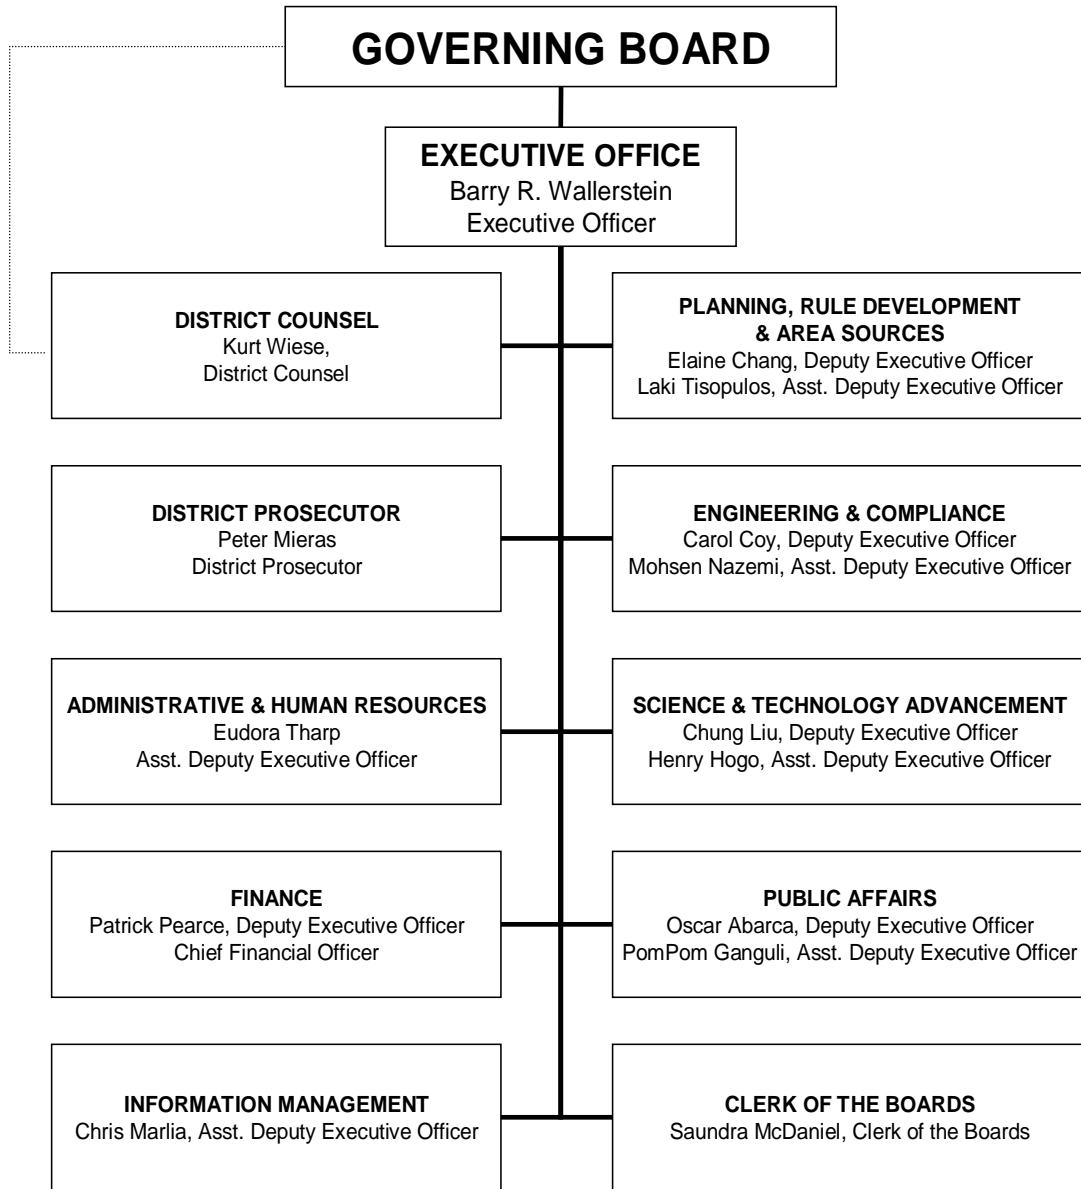 GOVERNING BOARD
EXECUTIVE OFFICE
Barry R. Wallerstein
Executive Officer
DISTRICT COUNSEL
Kurt Wiese,
District Counsel
PLANNING, RULE DEVELOPMENT
& AREA SOURCES
Elaine Chang, Deputy Executive Officer
Laki Tisopulos, Asst. Deputy Executive Officer
DISTRICT PROSECUTOR
Peter Mieras
District Prosecutor
ENGINEERING & COMPLIANCE
Carol Coy, Deputy Executive Officer
Mohsen Nazemi, Asst. Deputy Executive Officer
ADMINISTRATIVE & HUMAN RESOURCES
Eudora Tharp
Asst. Deputy Executive Officer
SCIENCE & TECHNOLOGY ADVANCEMENT
Chung Liu, Deputy Executive Officer
Henry Hogo, Asst. Deputy Executive Officer
FINANCE
Patrick Pearce, Deputy Executive Officer
Chief Financial Officer
PUBLIC AFFAIRS
Oscar Abarca, Deputy Executive Officer
PomPom Ganguli, Asst. Deputy Executive Officer
INFORMATION MANAGEMENT
Chris Marlia, Asst. Deputy Executive Officer
CLERK OF THE BOARDS
Saundra McDaniel, Clerk of the Boards